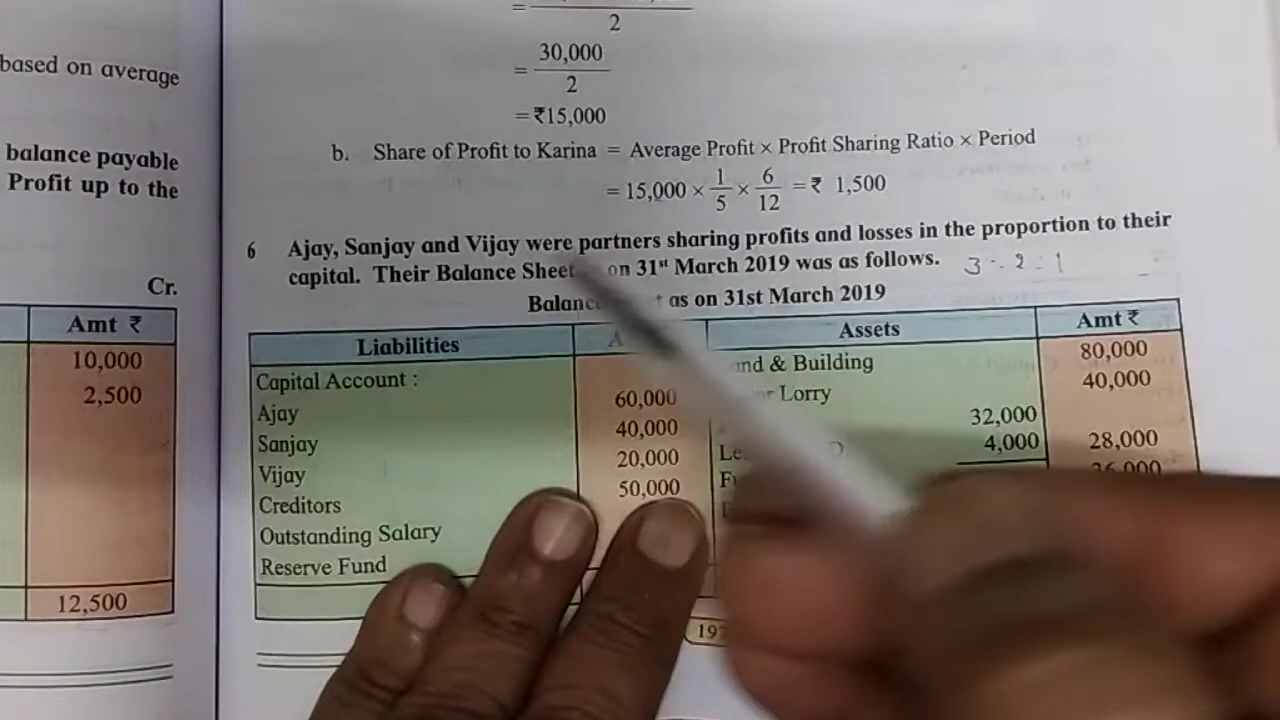 =
2
based on average
= 30,000
2
= ₹15,000
balance payable
Profit up to the
b. Share of Profit to Karina = Average Profit × Profit Sharing Ratio × Period
= 15,000 × 1/5 × 6/12 = ₹ 1,500
6 Ajay, Sanjay and Vijay were partners sharing profits and losses in the proportion to their
capital. Their Balance Sheet on 31st March 2019 was as follows. 3 : 2 : 1
as on 31st March 2019
Cr.
Amt ₹
10,000
2,500
12,500
Liabilities Assets Amt ₹
Capital Account : & Building 80,000
Ajay 60,000 Lorry 40,000
Sanjay 40,000 32,000
Vijay 20,000 4,000 28,000
Creditors 50,000
Outstanding Salary
Reserve Fund